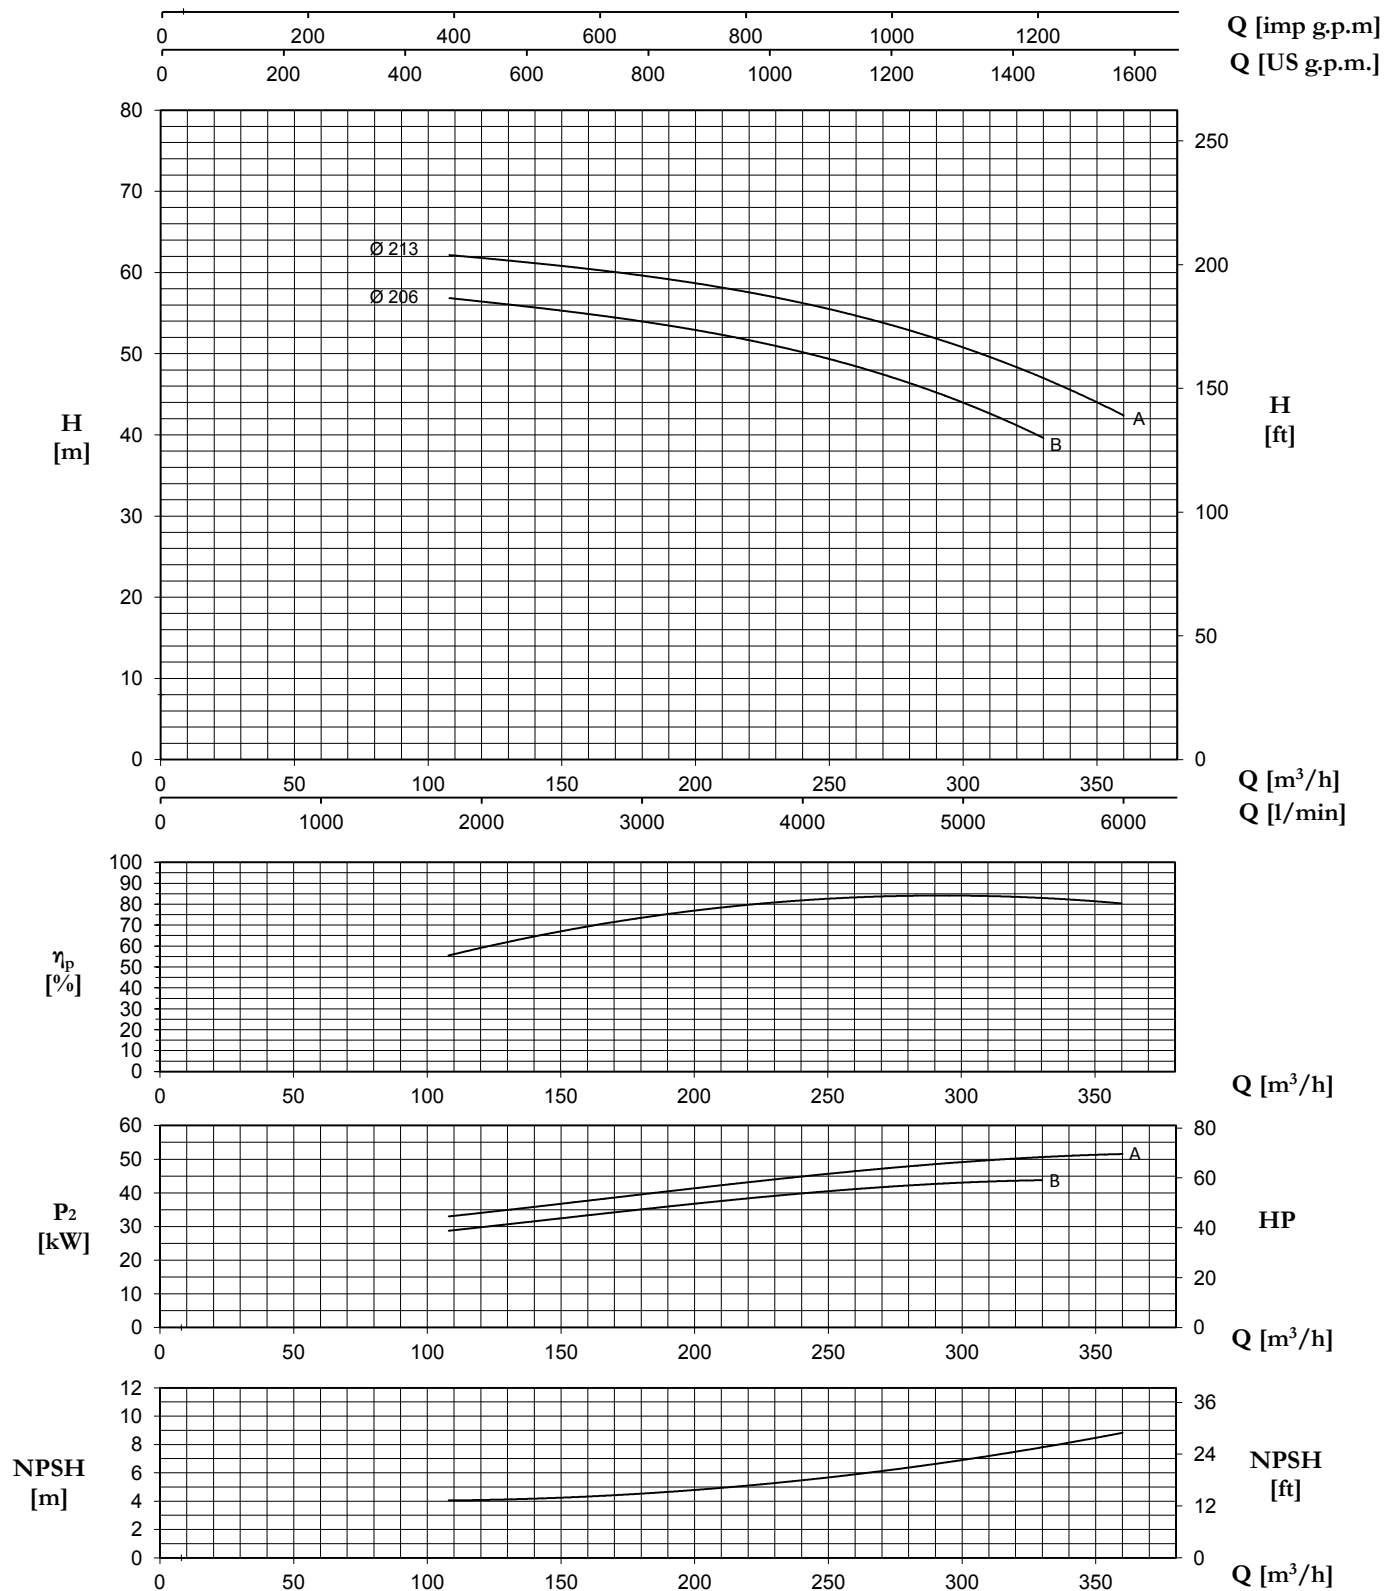 0 200 400 600 800 1000 1200 Q [imp g.p.m]
0 200 400 600 800 1000 1200 1400 1600 Q [US g.p.m.]
80
70
60
50
40
30
20
10
0
H
[m]
Ø 213
Ø 206
A
B
250
200
150
100
50
0
H
[ft]
0 50 100 150 200 250 300 350 Q [m³/h]
0 1000 2000 3000 4000 5000 6000 Q [l/min]
100
90
80
70
60
50
40
30
20
10
0
ηp
[%]
0 50 100 150 200 250 300 350 Q [m³/h]
60
50
40
30
20
10
0
P2
[kW]
A
B
80
60
40
20
0
HP
0 50 100 150 200 250 300 350 Q [m³/h]
12
10
8
6
4
2
0
NPSH
[m]
36
24
12
0
NPSH
[ft]
0 50 100 150 200 250 300 350 Q [m³/h]